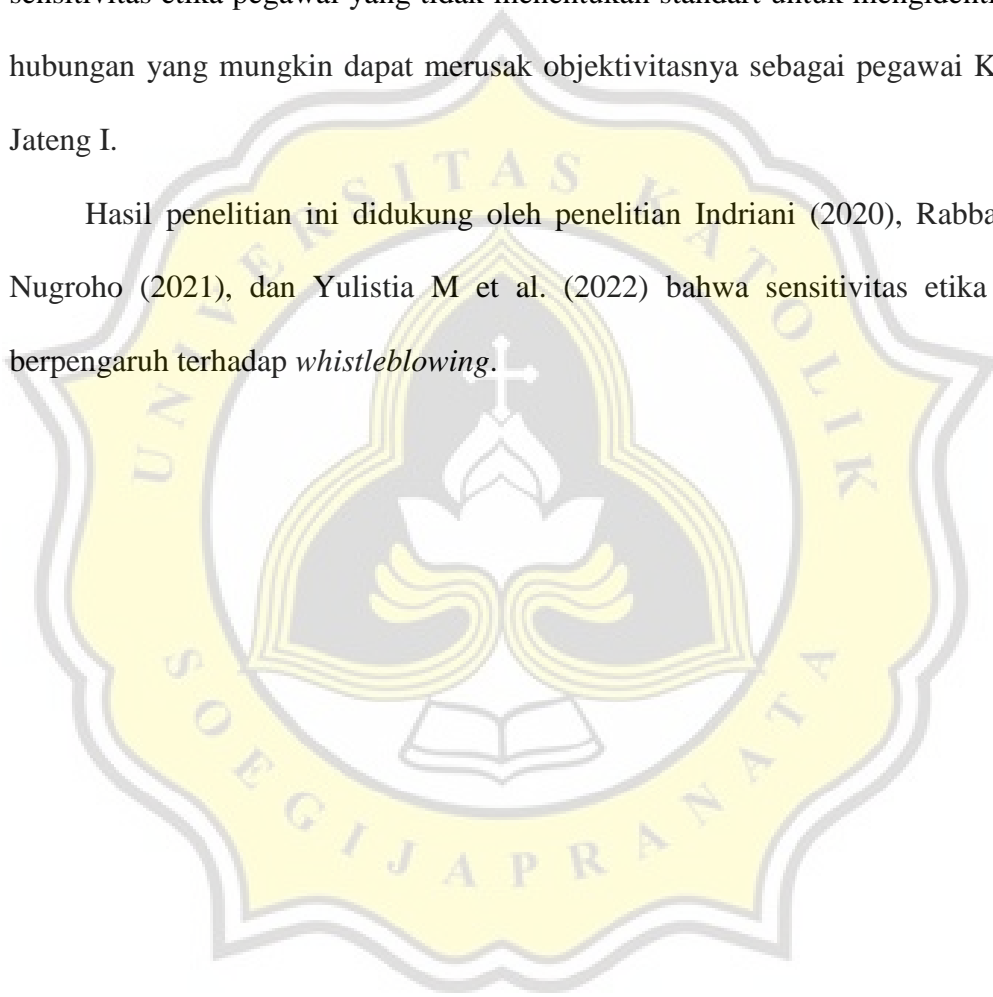 sensitivitas etika pegawai yang tidak menentukan standart untuk
hubungan yang mungkin dapat merusak objektivitasnya sebagai pegawai
Jateng I.
Hasil penelitian ini didukung oleh penelitian Indriani (2020),
Nugroho (2021), dan Yulistia M et al. (2022) bahwa sensitivitas etika
berpengaruh terhadap whistleblowing.
UNIVERSITAS KATOLIK
SOEGIJAPRANATA